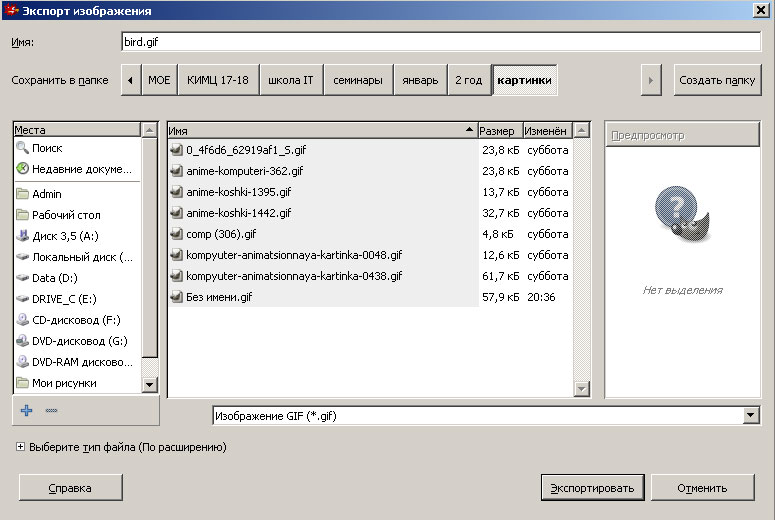 Экспорт изображения
Имя: bird.gif
Сохранить в папке МОЕ КИМЦ 17-18 школа IT семинары январь 2 год картинки Создать папку
Места Имя Размер Изменён Предпросмотр
Поиск 0_4f6d6_62919af1_S.gif 23,8 кБ суббота
Недавние докуме... anime-komputeri-362.gif 23,8 кБ суббота
anime-koshki-1395.gif 13,7 кБ суббота
Admin
Рабочий стол anime-koshki-1442.gif 32,7 кБ суббота
Диск 3,5 (A:) comp (306).gif 4,8 кБ суббота
Локальный диск (... kompyuter-animatsionnaya-kartinka-0048.gif 12,6 кБ суббота
Data (D:) kompyuter-animatsionnaya-kartinka-0438.gif 61,7 кБ суббота
DRIVE_C (E:) Без имени.gif 57,9 кБ 20:36 Нет выделения
CD-дисковод (F:)
DVD-дисковод (G:)
DVD-RAM дисково...
Мои рисунки
Изображение GIF (*.gif)
Выберите тип файла (По расширению)
Справка Экспортировать Отменить